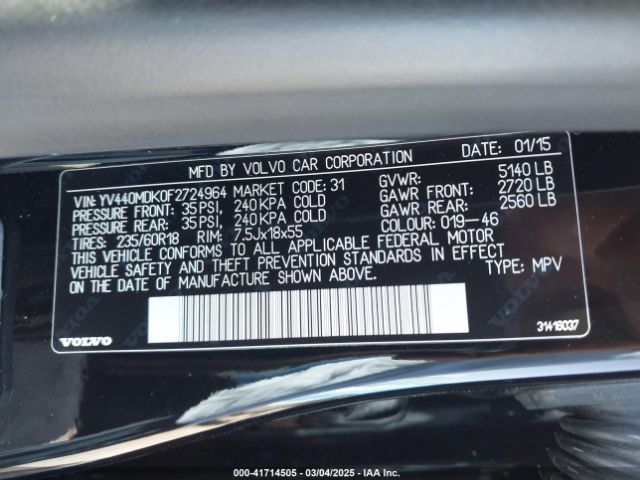 MFD BY VOLVO CAR CORPORATION DATE: 01/15
VIN: YV440MDK0F2724964 MARKET CODE: 31 GVWR: 5140 LB
PRESSURE FRONT: 35 PSI, 240 KPA COLD GAWR FRONT: 2720 LB
PRESSURE REAR: 35 PSI, 240 KPA COLD GAWR REAR: 2560 LB
TIRES: 235/60R18 RIM: 7.5Jx18x55 COLOUR: 019-46
THIS VEHICLE CONFORMS TO ALL APPLICABLE FEDERAL MOTOR
VEHICLE SAFETY AND THEFT PREVENTION STANDARDS IN EFFECT
ON THE DATE OF MANUFACTURE SHOWN ABOVE. TYPE: MPV
VOLVO 31416037
000-41714505 - 03/04/2025 - IAA Inc.